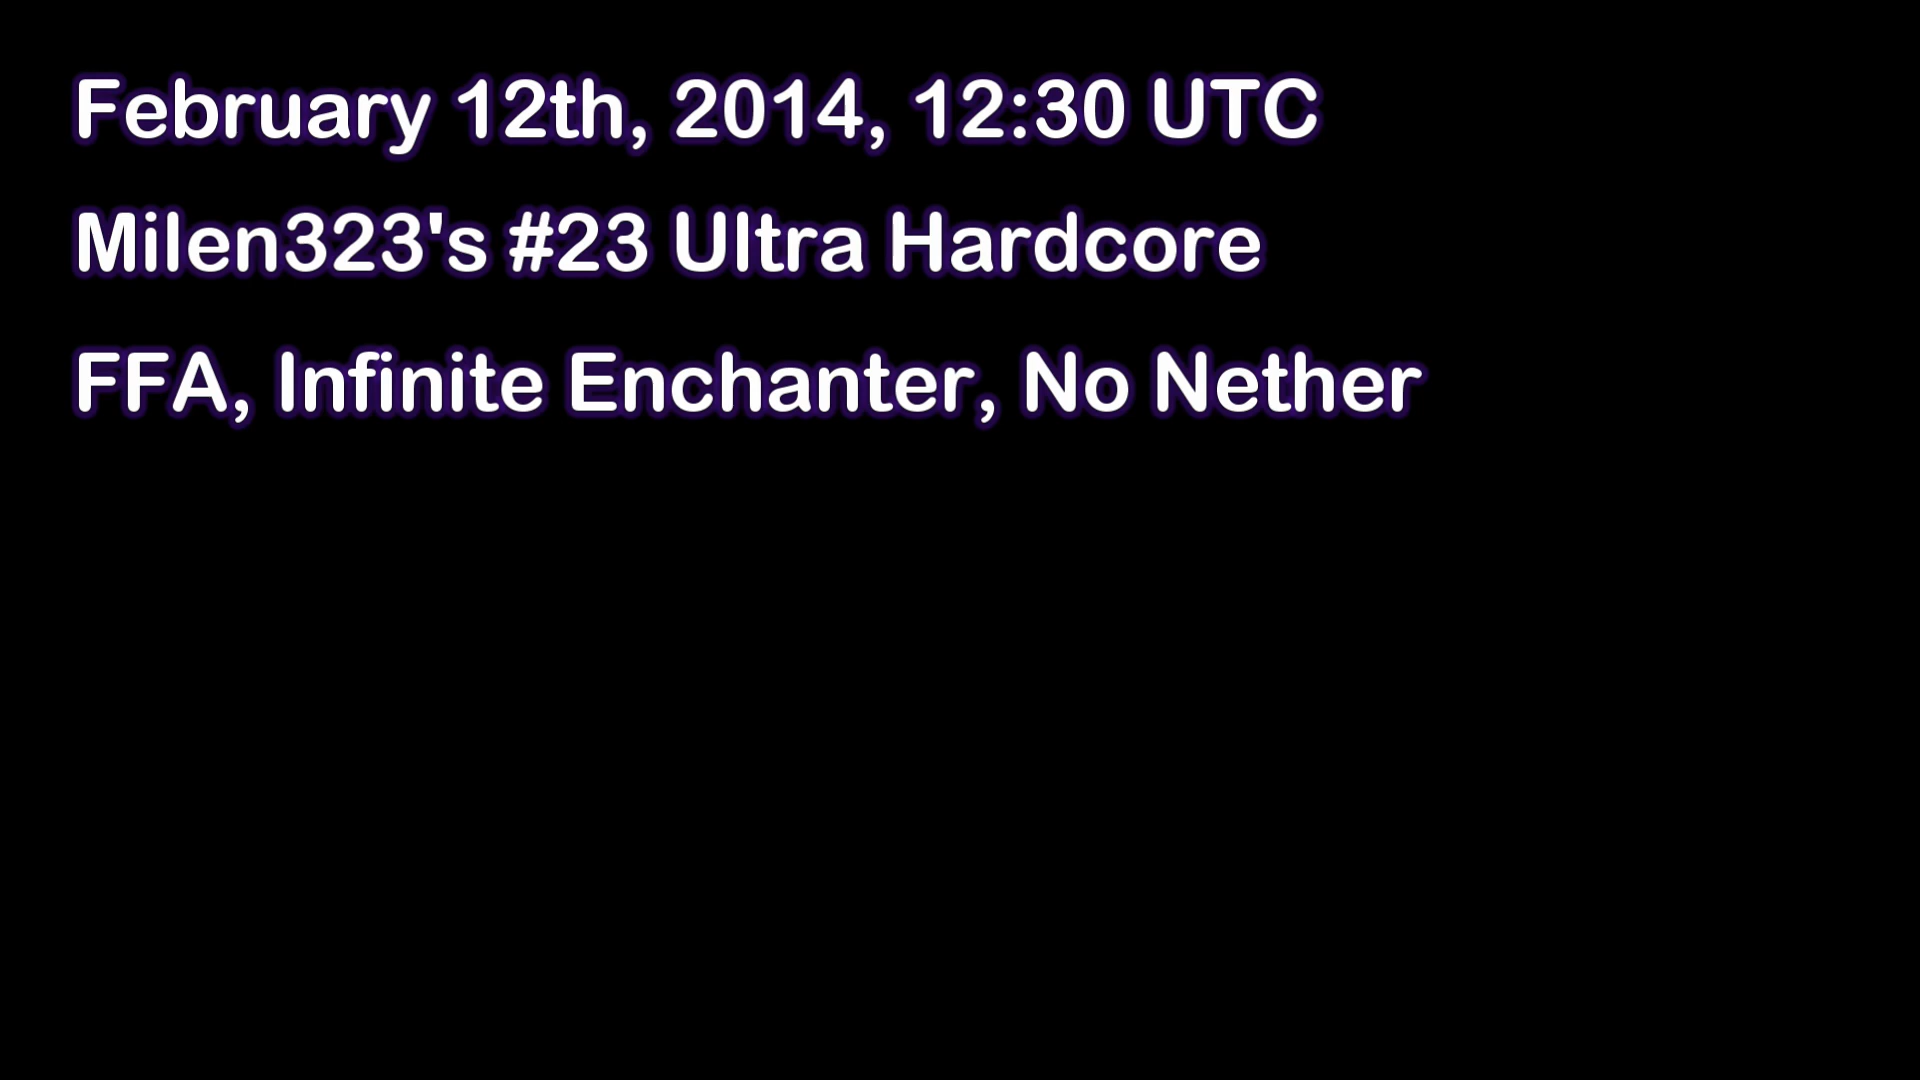 February 12th, 2014, 12:30 UTC
Milen323's #23 Ultra Hardcore
FFA, Infinite Enchanter, No Nether